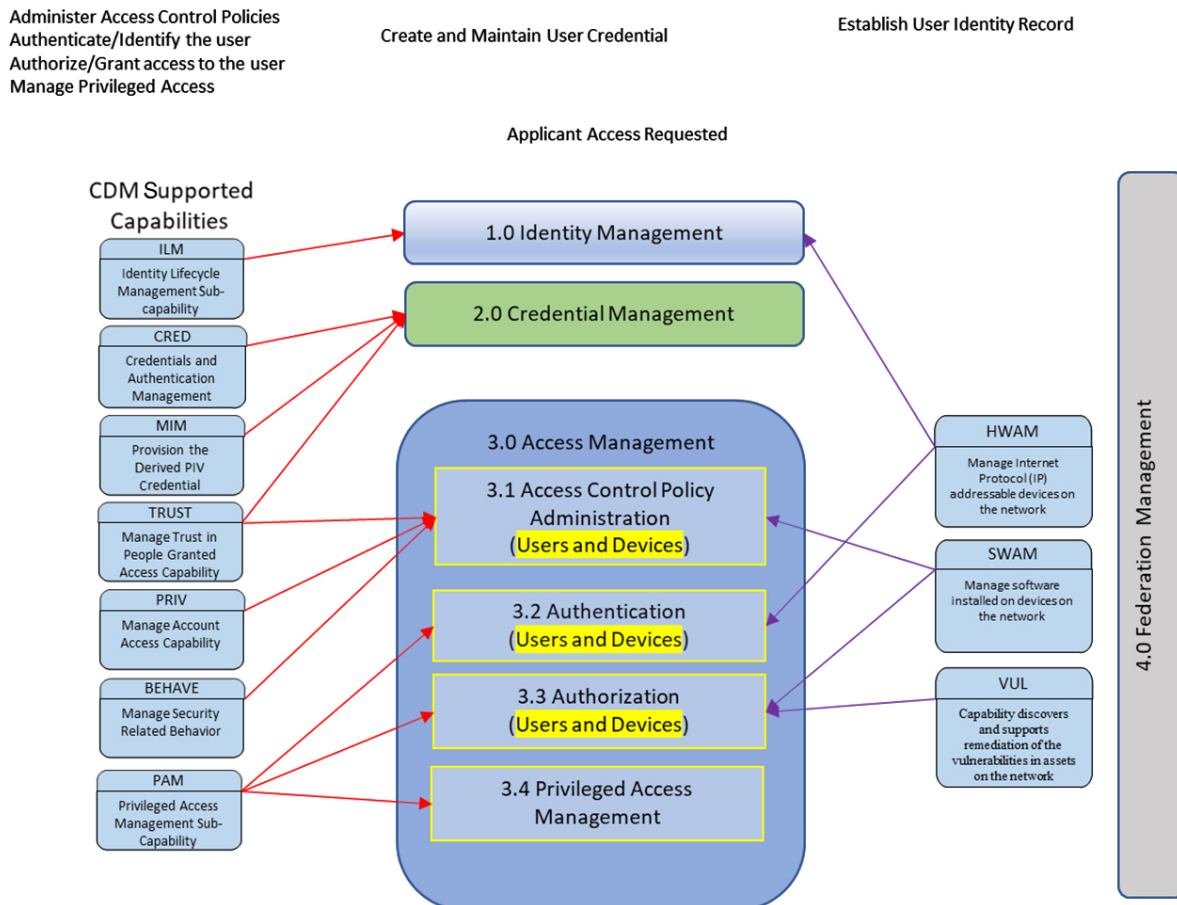 Administer Access Control Policies
Authenticate/Identify the user
Authorize/Grant access to the user
Manage Privileged Access
Create and Maintain User Credential
Establish User Identity Record
Applicant Access Requested
CDM Supported
Capabilities
ILM
Identity Lifecycle
Management Sub-
capability
CRED
Credentials and
Authentication
Management
MIM
Provision the
Derived PIV
Credential
TRUST
Manage Trust in
People Granted
Access Capability
PRIV
Manage Account
Access Capability
BEHAVE
Manage Security
Related Behavior
PAM
Privileged Access
Management Sub-
Capability
1.0 Identity Management
2.0 Credential Management
3.0 Access Management
3.1 Access Control Policy
Administration
(Users and Devices)
3.2 Authentication
(Users and Devices)
3.3 Authorization
(Users and Devices)
3.4 Privileged Access
Management
HWAM
Manage Internet
Protocol (IP)
addressable devices on
the network
SWAM
Manage software
installed on devices on
the network
VUL
Capability discovers
and supports
remediation of the
vulnerabilities in assets
on the network
4.0 Federation Management